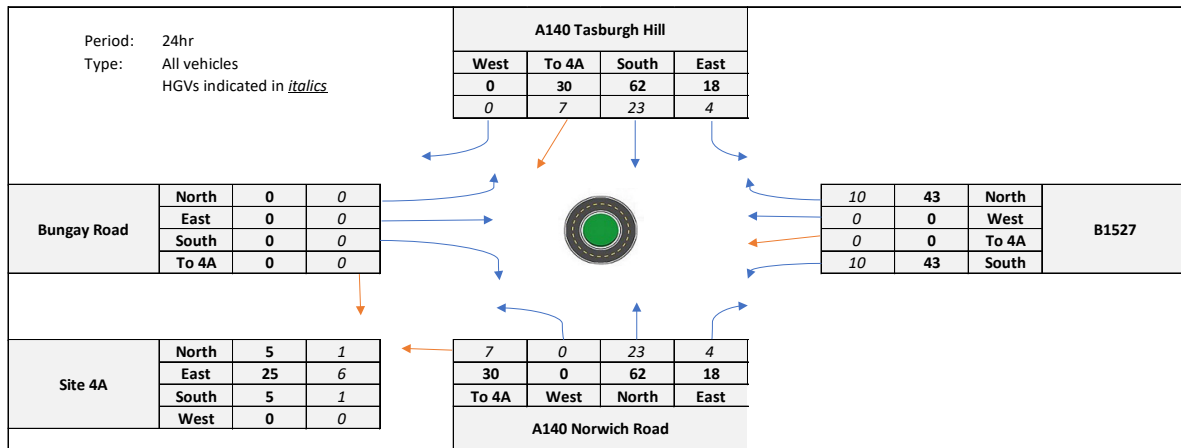 A140 Tasburgh Hill
Period: 24hr
Type: All vehicles
HGVs indicated in italics
West To 4A South East
0 30 62 18
0 7 23 4
Bungay Road
North 0 0
East 0 0
South 0 0
To 4A 0 0
10 43 North
0 0 West
0 0 To 4A
10 43 South
B1527
Site 4A
North 5 1
East 25 6
South 5 1
West 0 0
7 0 23 4
30 0 62 18
To 4A West North East
A140 Norwich Road